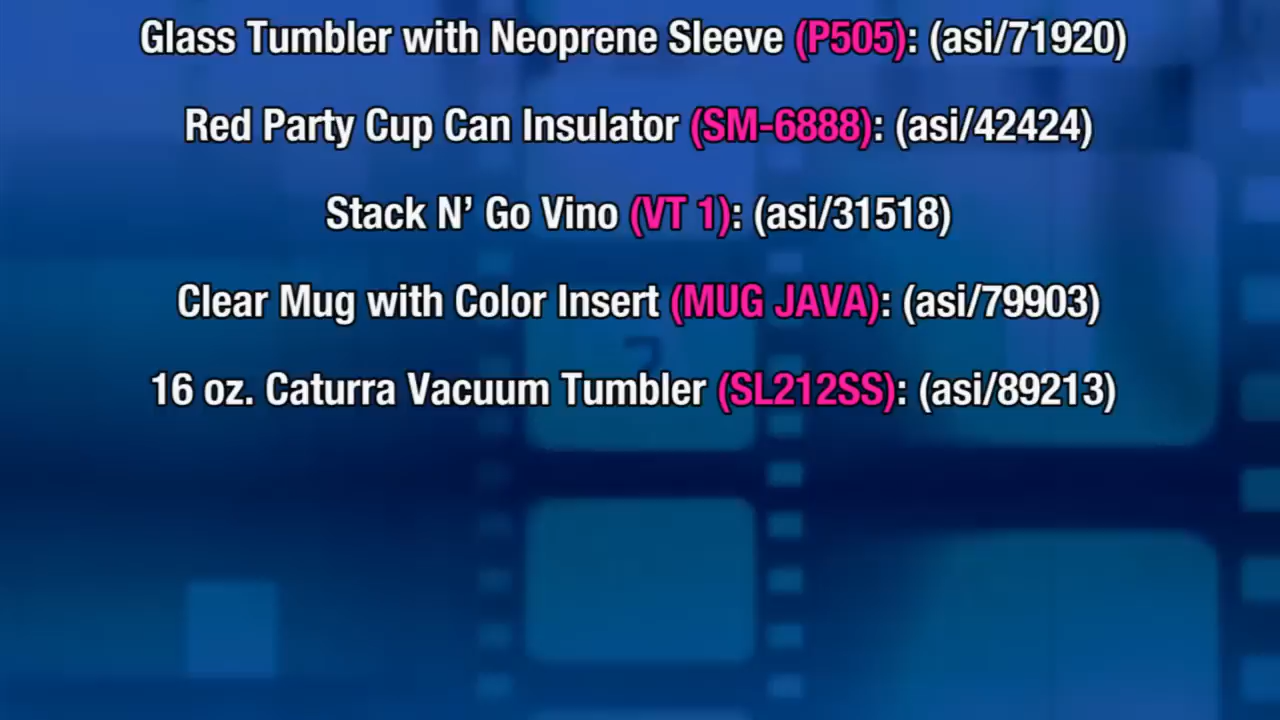 Glass Tumbler with Neoprene Sleeve (P505): (asi/71920)
Red Party Cup Can Insulator (SM-6888): (asi/42424)
Stack N’ Go Vino (VT 1): (asi/31518)
Clear Mug with Color Insert (MUG JAVA): (asi/79903)
16 oz. Caturra Vacuum Tumbler (SL212SS): (asi/89213)